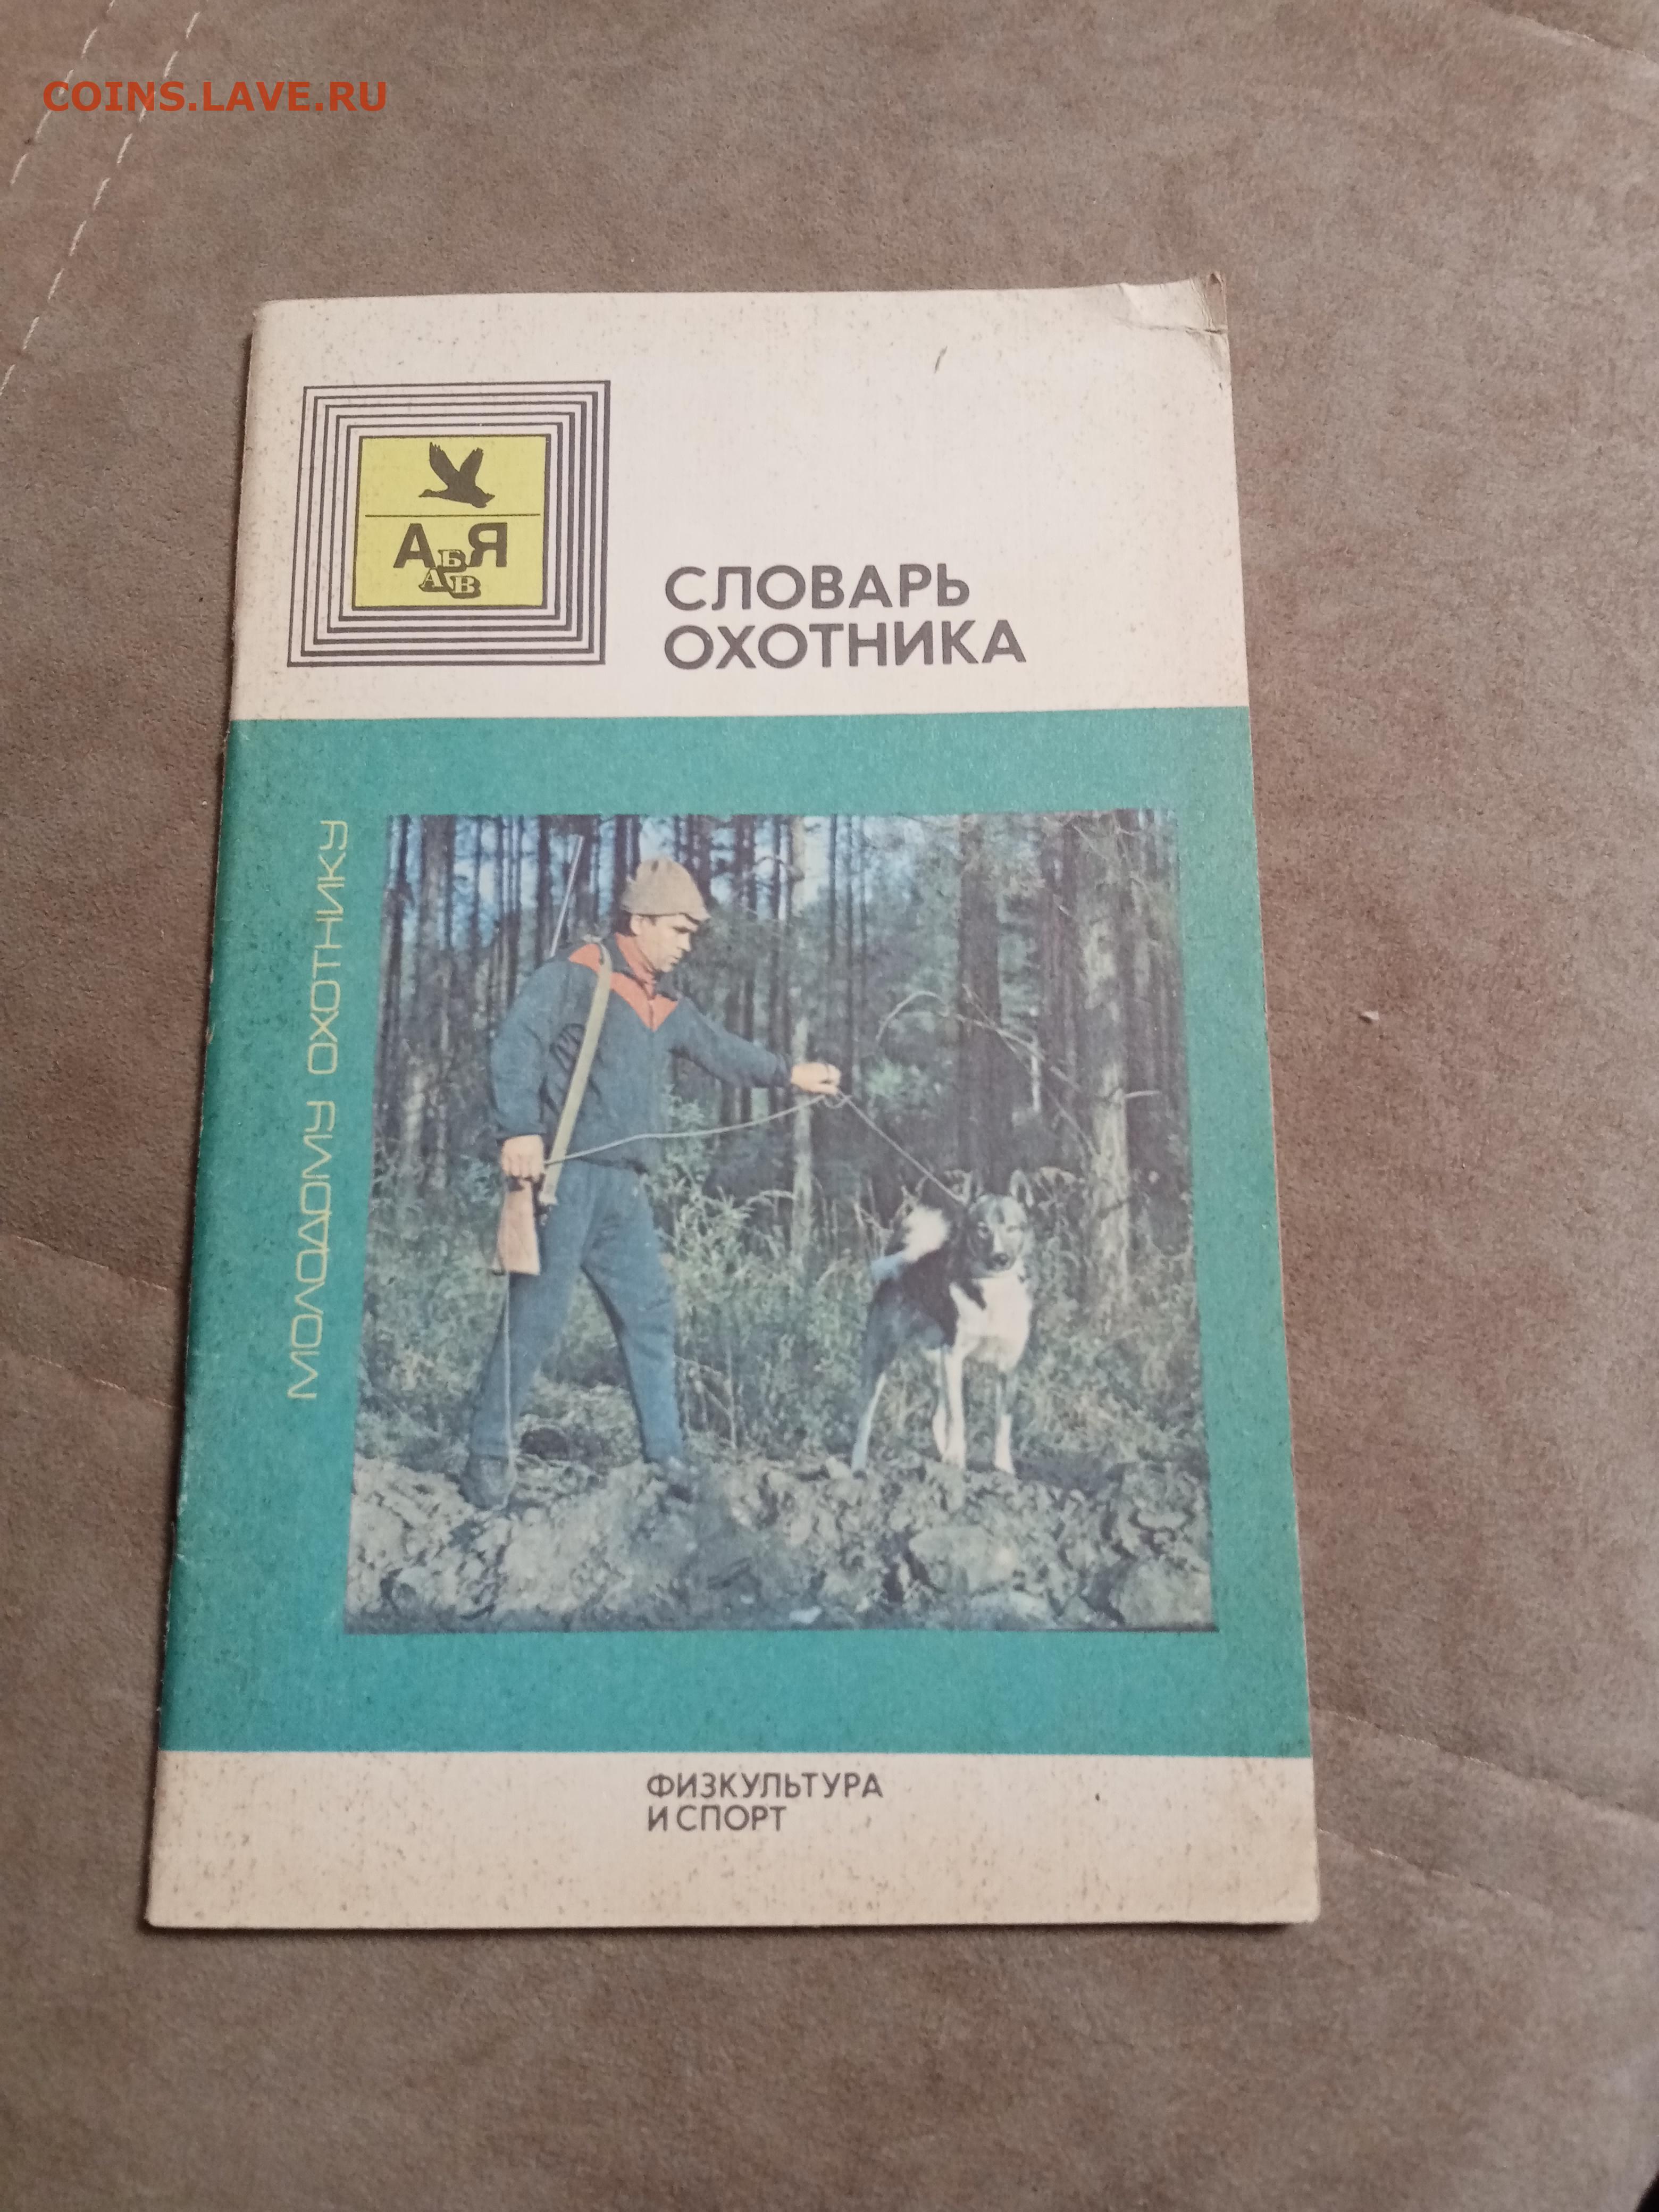 COINS.LAVE.RU
АБЯ
АВ
СЛОВАРЬ
ОХОТНИКА
МОЛОДОМУ ОХОТНИКУ
ФИЗКУЛЬТУРА
И СПОРТ